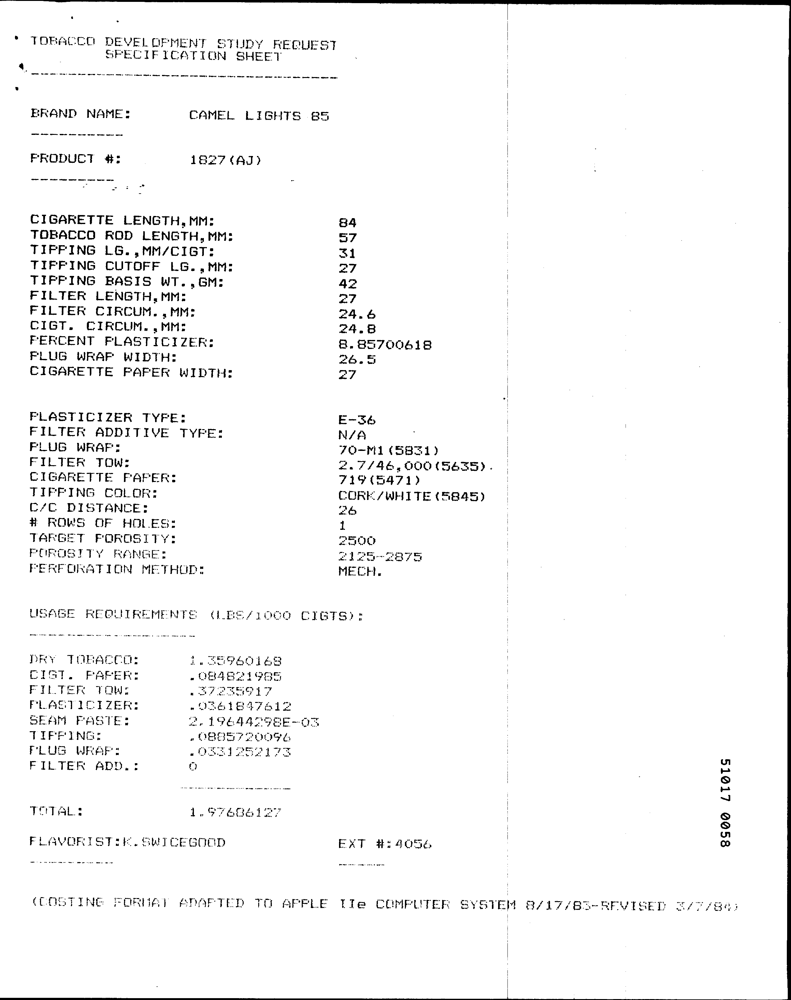 TOBACCO DEVELOPMENT STUDY REQUEST
SPECIFICATION SHEET
BRAND NAME: CAMEL LIGHTS 85
PRODUCT #: 1827(AJ)
CIGARETTE LENGTH,MM: 84
TOBACCO ROD LENGTH,MM: 57
TIPPING LG.,MM/CIGT: 31
TIPPING CUTOFF LG.,MM: 27
TIPPING BASIS WT.,GM: 42
FILTER LENGTH,MM: 27
FILTER CIRCUM.,MM: 24.6
CIGT. CIRCUM.,MM: 24.8
PERCENT PLASTICIZER: 8.85700618
PLUG WRAP WIDTH: 26.5
CIGARETTE PAPER WIDTH: 27
PLASTICIZER TYPE: E-36
FILTER ADDITIVE TYPE: N/A
PLUG WRAP: 70-M1(5831)
FILTER TOW: 2.7/46,000(5635).
CIGARETTE PAPER: 719(5471)
TIPPING COLOR: CORK/WHITE(5845)
C/C DISTANCE: 26
# ROWS OF HOLES: 1
TARGET POROSITY: 2500
POROSITY RANGE: 2125-2875
PERFORATION METHOD: MECH.
USAGE REQUIREMENTS (LBS/1000 CIGTS):
DRY TOBACCO: 1.35960168
CIGT. PAPER: .084821985
FILTER TOW: .37235917
PLASTICIZER: .0361847612
SEAM PASTE: 2.19644298E-03
TIPPING: .0885720096
PLUG WRAP: .0331252173
FILTER ADD.: 0
TOTAL: 1.97686127
FLAVORIST:K.SWICEGOOD EXT #:4056
(COSTING FORMAT ADAPTED TO APPLE IIe COMPUTER SYSTEM 8/17/83-REVISED 3/7/84)
51017 0058